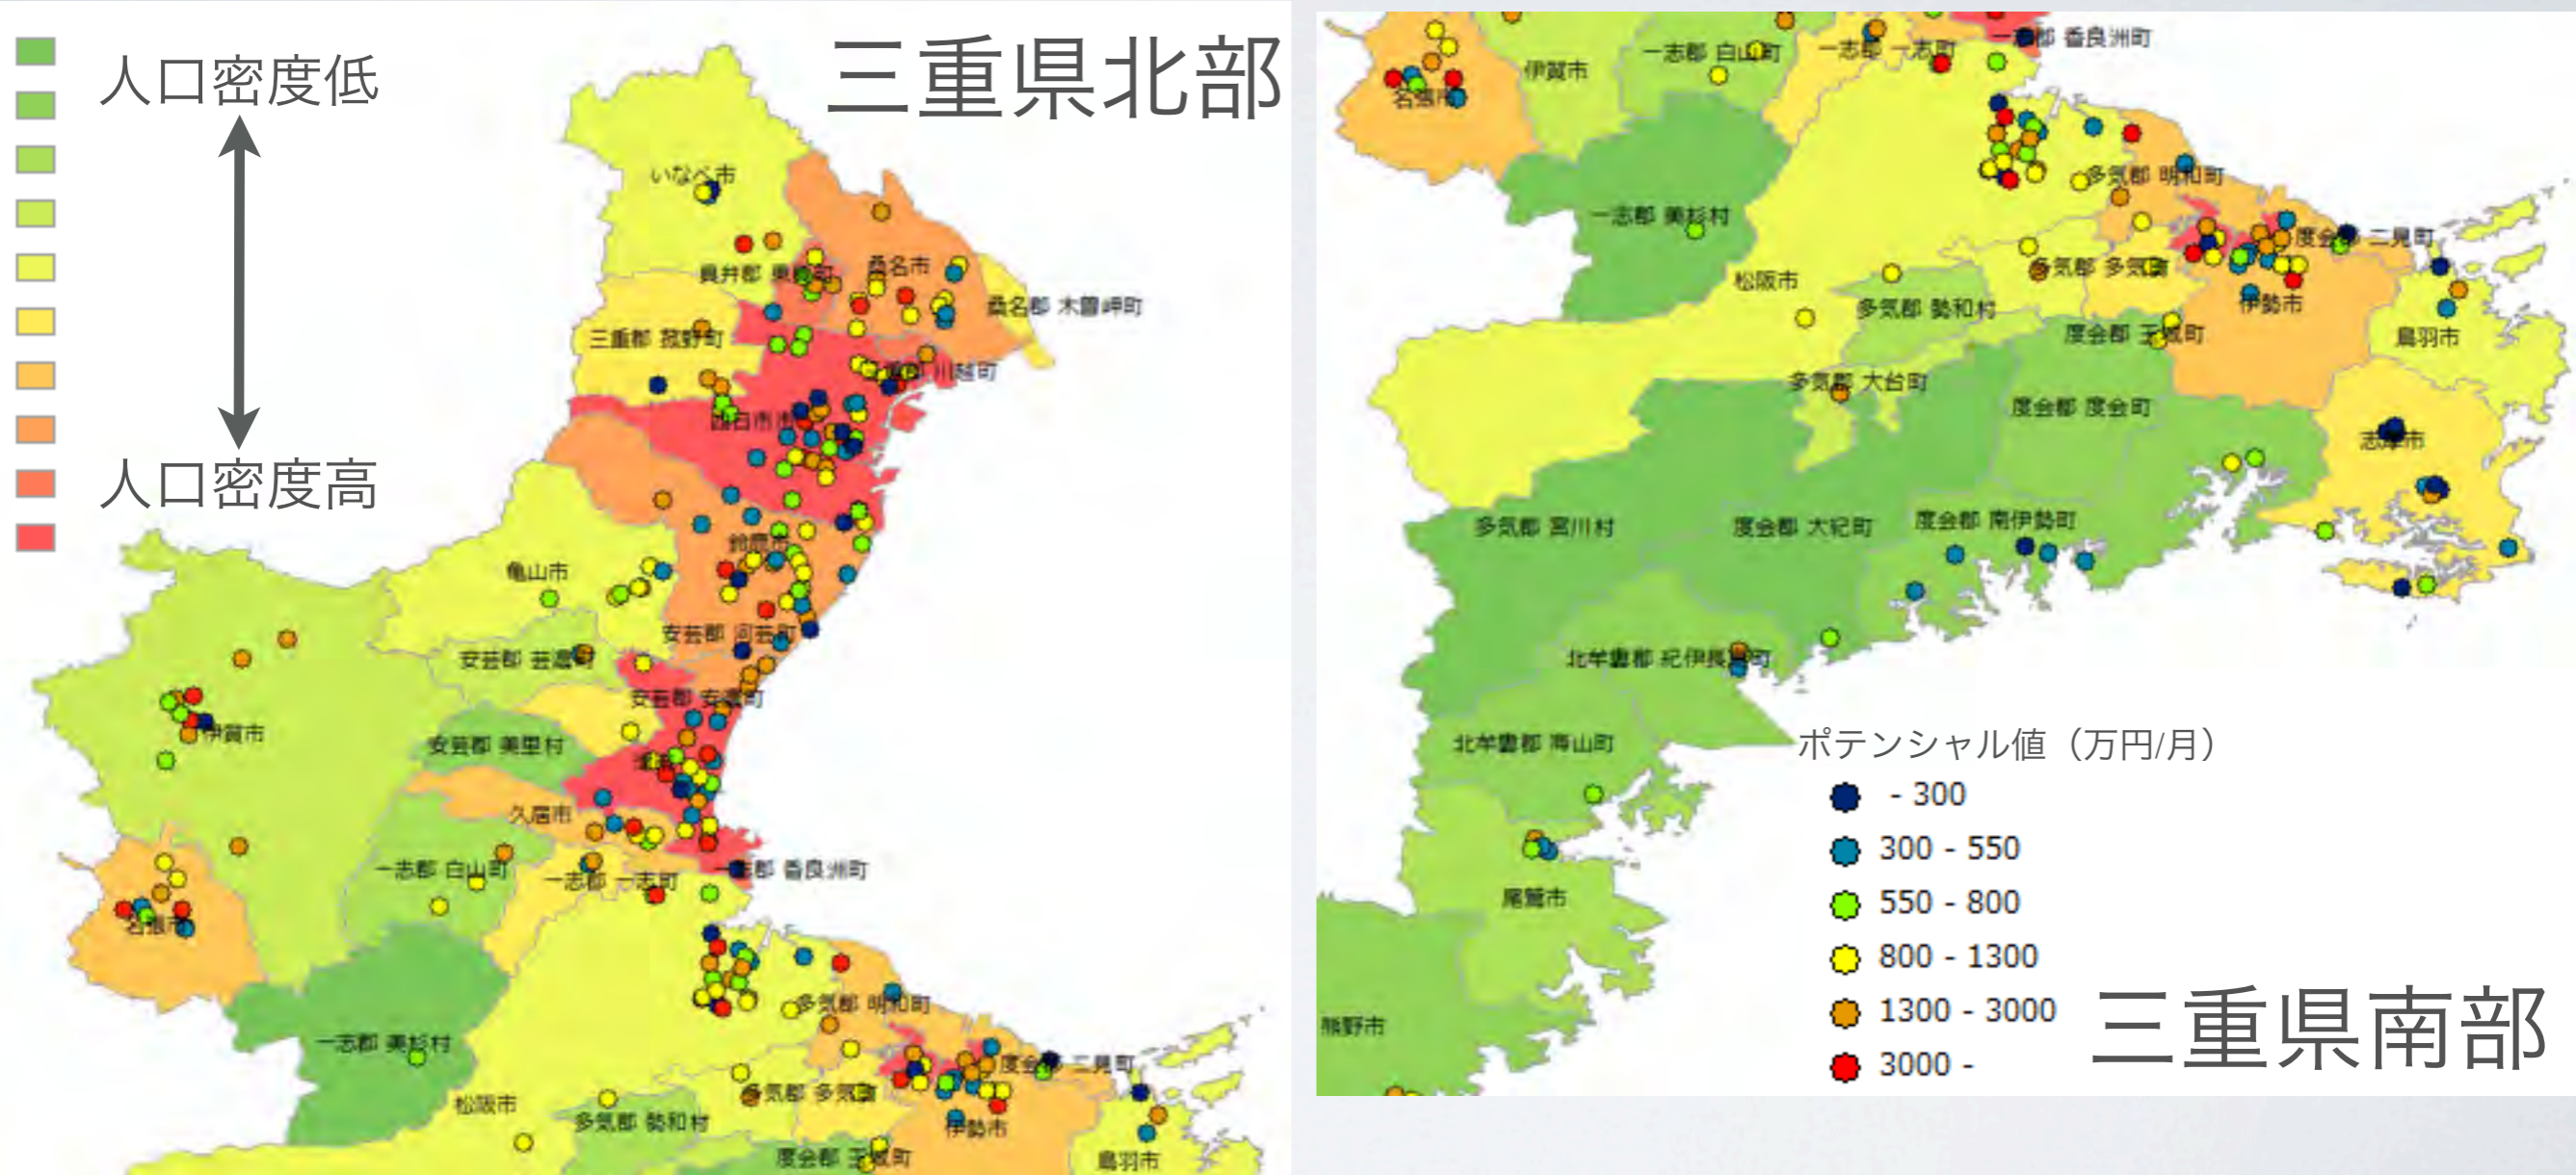 三重県北部
人口密度低
人口密度高
いなべ市
員弁郡 東員町
桑名市
桑名郡 木曽岬町
三重郡 菰野町
川越町
四日市市
鈴鹿市
亀山市
安芸郡 河芸町
安芸郡 芸濃町
安芸郡 安濃町
伊賀市
安芸郡 美里村
久居市
一志郡 白山町
一志郡 一志町
香良洲町
名張市
多気郡 明和町
一志郡 美杉村
度会郡 二見町
松阪市
多気郡 多気町
多気郡 勢和村
伊勢市
度会郡 玉城町
鳥羽市
一志郡 白山町
一志郡 一志町
香良洲町
伊賀市
名張市
多気郡 明和町
一志郡 美杉村
度会郡 二見町
松阪市
多気郡 多気町
多気郡 勢和村
伊勢市
度会郡 玉城町
鳥羽市
多気郡 大台町
度会郡 度会町
志摩市
多気郡 宮川村
度会郡 大紀町
度会郡 南伊勢町
北牟婁郡 紀伊長島町
北牟婁郡 海山町
尾鷲市
熊野市
ポテンシャル値（万円/月）
- 300
300 - 550
550 - 800
800 - 1300
1300 - 3000
3000 -
三重県南部